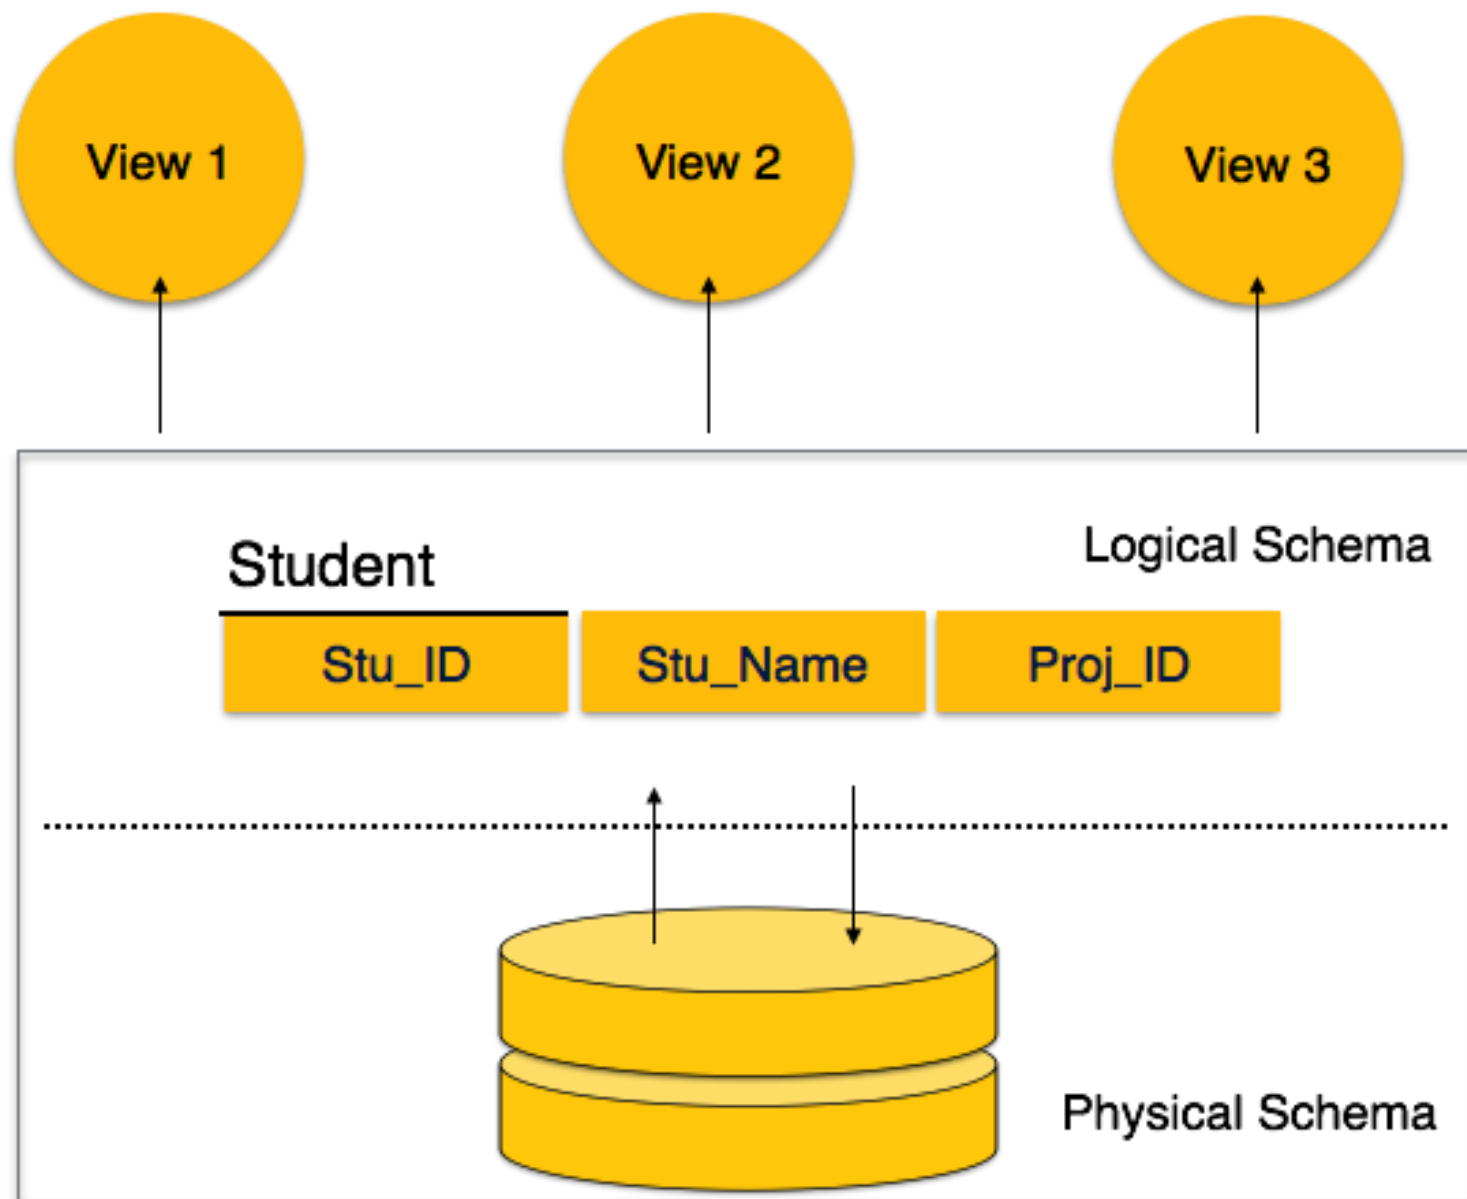 View 1
View 2
View 3
Logical Schema
Student
Stu_ID
Stu_Name
Proj_ID
Physical Schema